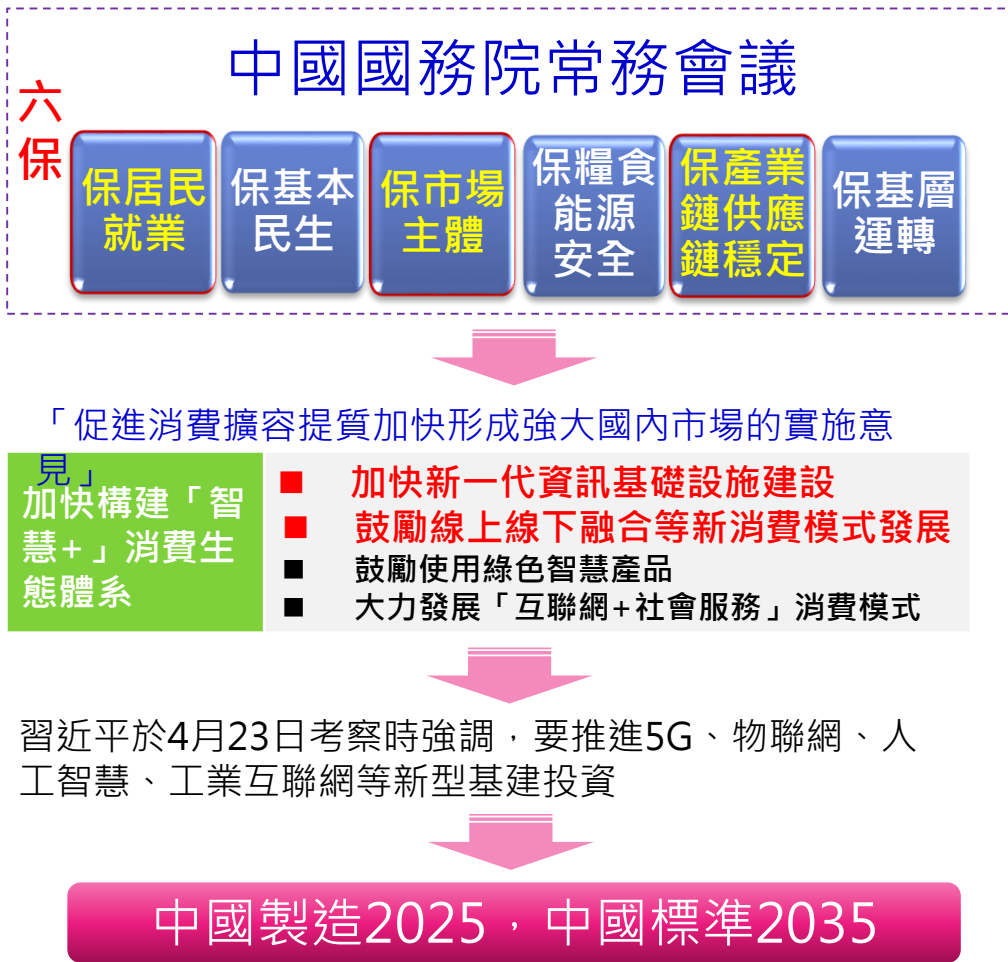 中國國務院常務會議
六
保
保居民
就業
保基本
民生
保市場
主體
保糧食
能源
安全
保產業
鏈供應
鏈穩定
保基層
運轉
「促進消費擴容提質加快形成強大國內市場的實施意
見」
加快構建「智
慧+」消費生
態體系
■ 加快新一代資訊基礎設施建設
■ 鼓勵線上線下融合等新消費模式發展
■ 鼓勵使用綠色智慧產品
■ 大力發展「互聯網+社會服務」消費模式
習近平於4月23日考察時強調，要推進5G、物聯網、人
工智慧、工業互聯網等新型基建投資
中國製造2025，中國標準2035